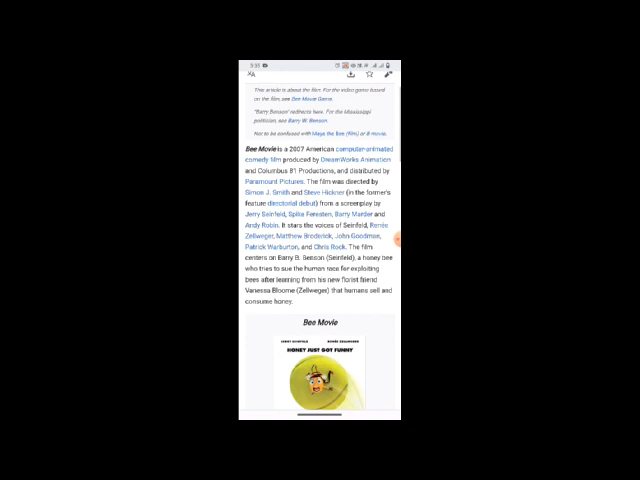 3:35
This article is about the film. For the video game based
on the film, see Bee Movie Game.
"Barry Benson" redirects here. For the Mississippi
politician, see Barry W. Benson.
Not to be confused with Maya the Bee (film) or B movie.
Bee Movie is a 2007 American computer-animated
comedy film produced by DreamWorks Animation
and Columbus 81 Productions, and distributed by
Paramount Pictures. The film was directed by
Simon J. Smith and Steve Hickner (in the former's
feature directorial debut) from a screenplay by
Jerry Seinfeld, Spike Feresten, Barry Marder and
Andy Robin. It stars the voices of Seinfeld, Renée
Zellweger, Matthew Broderick, John Goodman,
Patrick Warburton, and Chris Rock. The film
centers on Barry B. Benson (Seinfeld), a honey bee
who tries to sue the human race for exploiting
bees after learning from his new florist friend
Vanessa Bloome (Zellweger) that humans sell and
consume honey.
Bee Movie
JERRY SEINFELD RENÉE ZELLWEGER
HONEY JUST GOT FUNNY